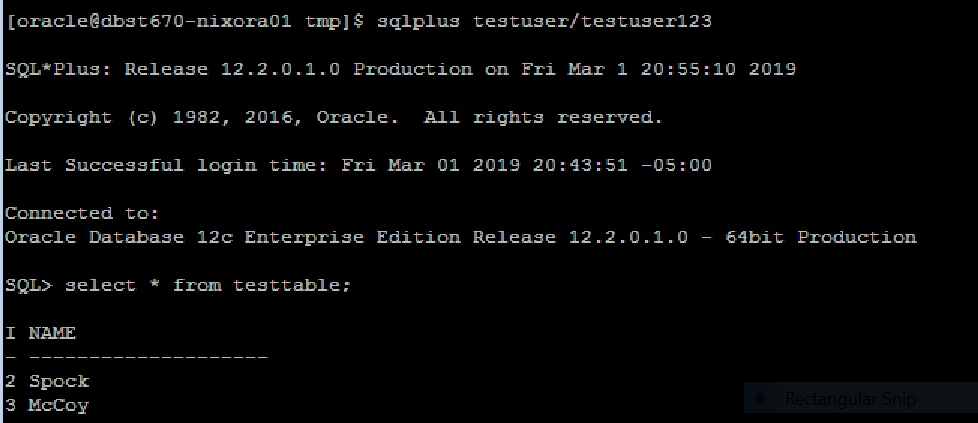 [oracle@dbst670-nixora01 tmp]$ sqlplus testuser/testuser123
SQL*Plus: Release 12.2.0.1.0 Production on Fri Mar 1 20:55:10 2019
Copyright (c) 1982, 2016, Oracle.  All rights reserved.
Last Successful login time: Fri Mar 01 2019 20:43:51 -05:00
Connected to:
Oracle Database 12c Enterprise Edition Release 12.2.0.1.0 - 64bit Production
SQL> select * from testtable;
I NAME
- --------------------
2 Spock
3 McCoy
Rectangular Snip